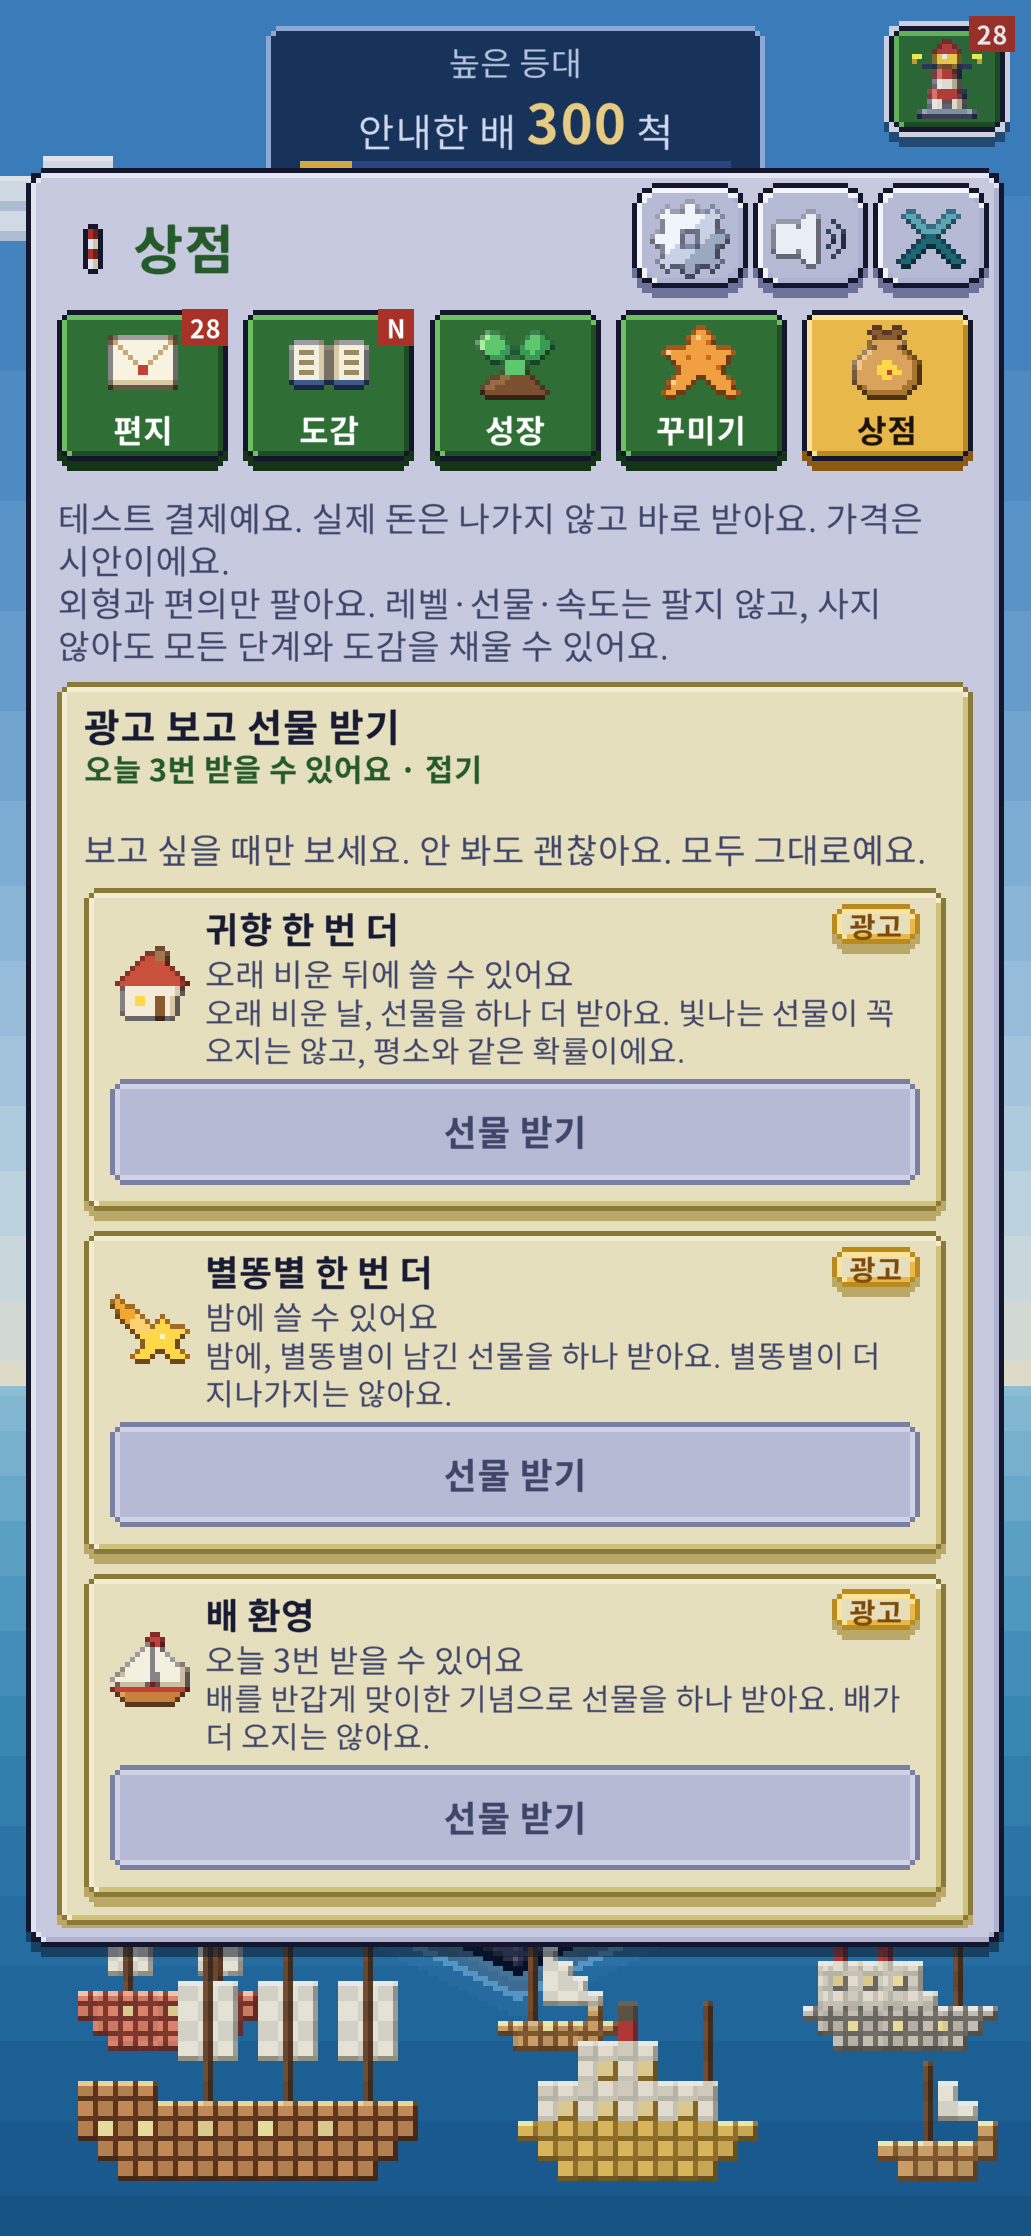 높은 등대
안내한 배 300 척
28
상점
28
N
편지
도감
성장
꾸미기
상점
테스트 결제예요. 실제 돈은 나가지 않고 바로 받아요. 가격은
시안이에요.
외형과 편의만 팔아요. 레벨·선물·속도는 팔지 않고, 사지
않아도 모든 단계와 도감을 채울 수 있어요.
광고 보고 선물 받기
오늘 3번 받을 수 있어요 · 접기
보고 싶을 때만 보세요. 안 봐도 괜찮아요. 모두 그대로예요.
귀향 한 번 더
광고
오래 비운 뒤에 쓸 수 있어요
오래 비운 날, 선물을 하나 더 받아요. 빛나는 선물이 꼭
오지는 않고, 평소와 같은 확률이에요.
선물 받기
별똥별 한 번 더
광고
밤에 쓸 수 있어요
밤에, 별똥별이 남긴 선물을 하나 받아요. 별똥별이 더
지나가지는 않아요.
선물 받기
배 환영
광고
오늘 3번 받을 수 있어요
배를 반갑게 맞이한 기념으로 선물을 하나 받아요. 배가
더 오지는 않아요.
선물 받기